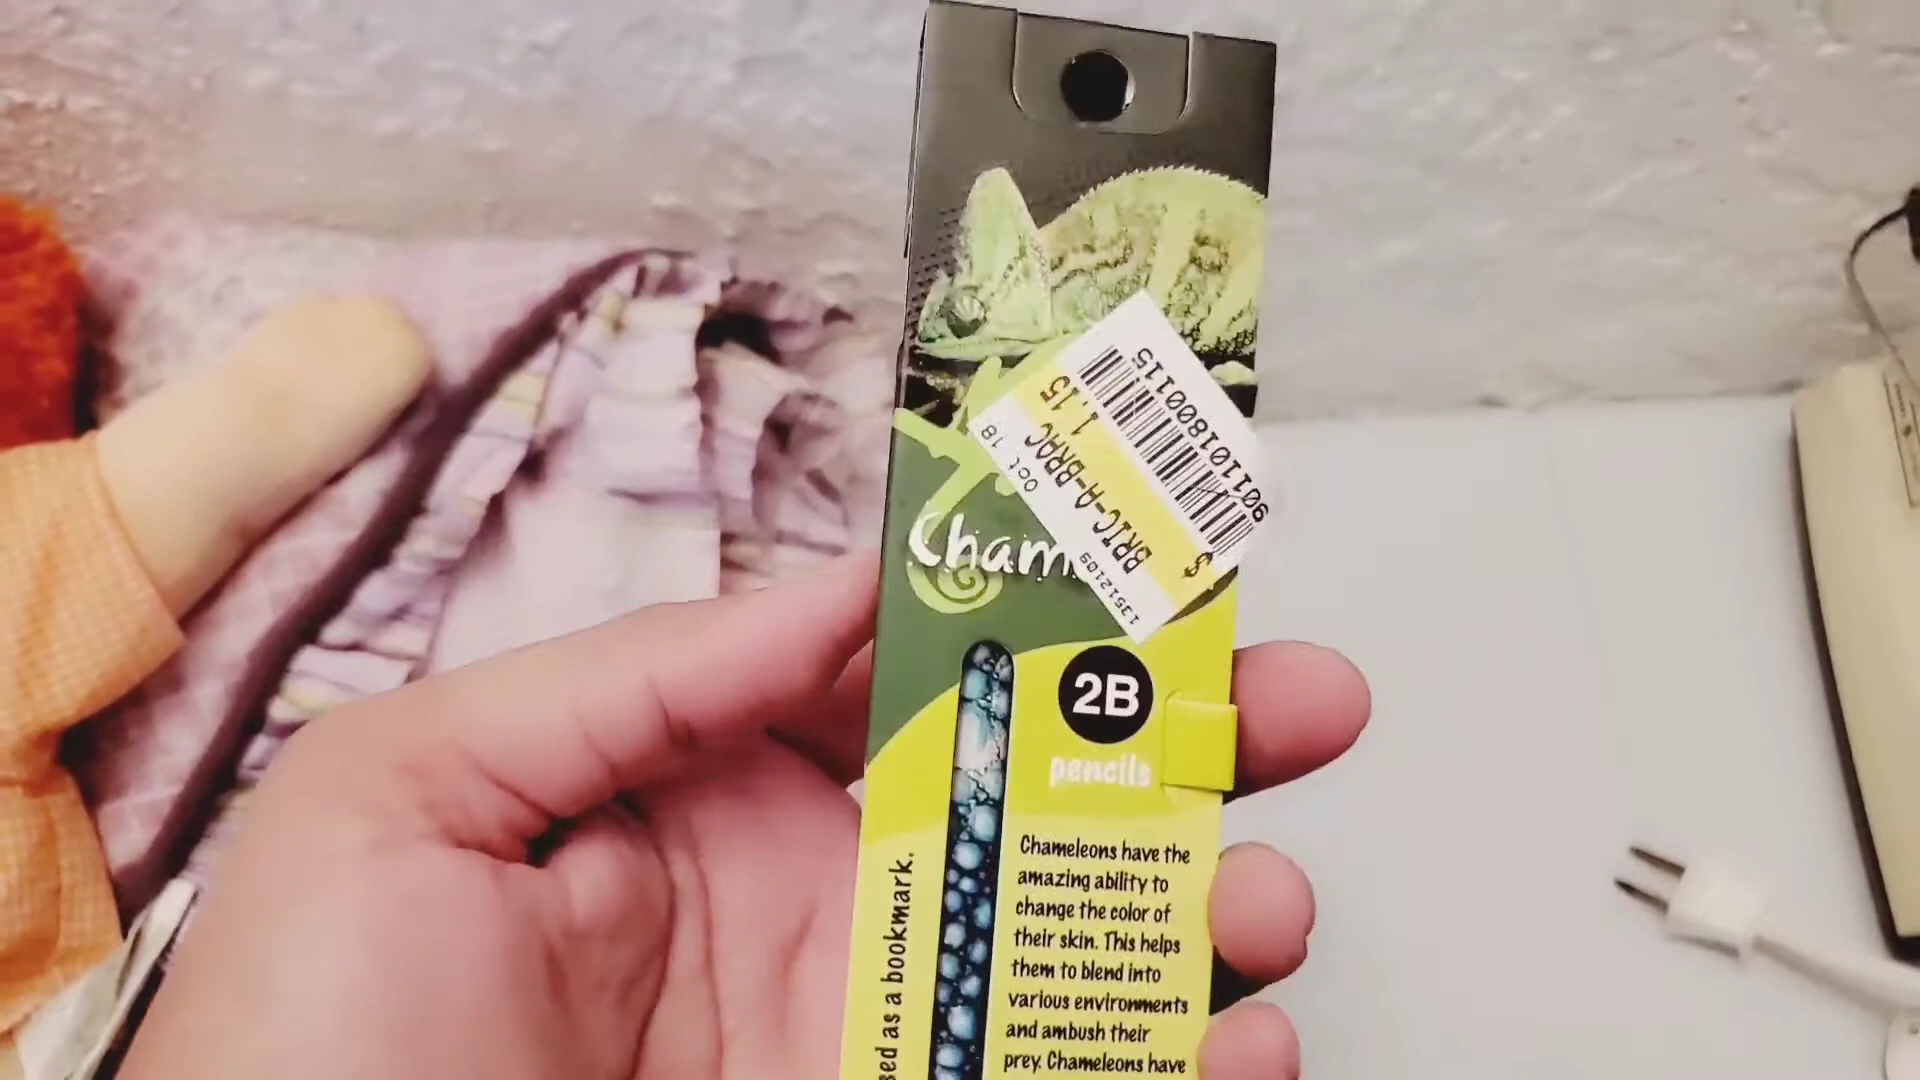 901101800115
$ 1.15
BRIC-A-BRAC
Oct 18
13512109
Cham
2B
pencils
Chameleons have the
amazing ability to
change the color of
their skin. This helps
them to blend into
various environments
and ambush their
prey. Chameleons have
sed as a bookmark.